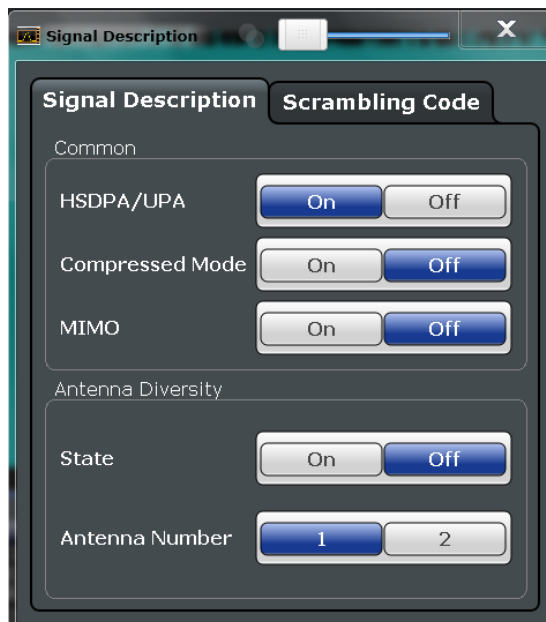 Signal Description
X
Signal Description Scrambling Code
Common
HSDPA/UPA On Off
Compressed Mode On Off
MIMO On Off
Antenna Diversity
State On Off
Antenna Number 1 2